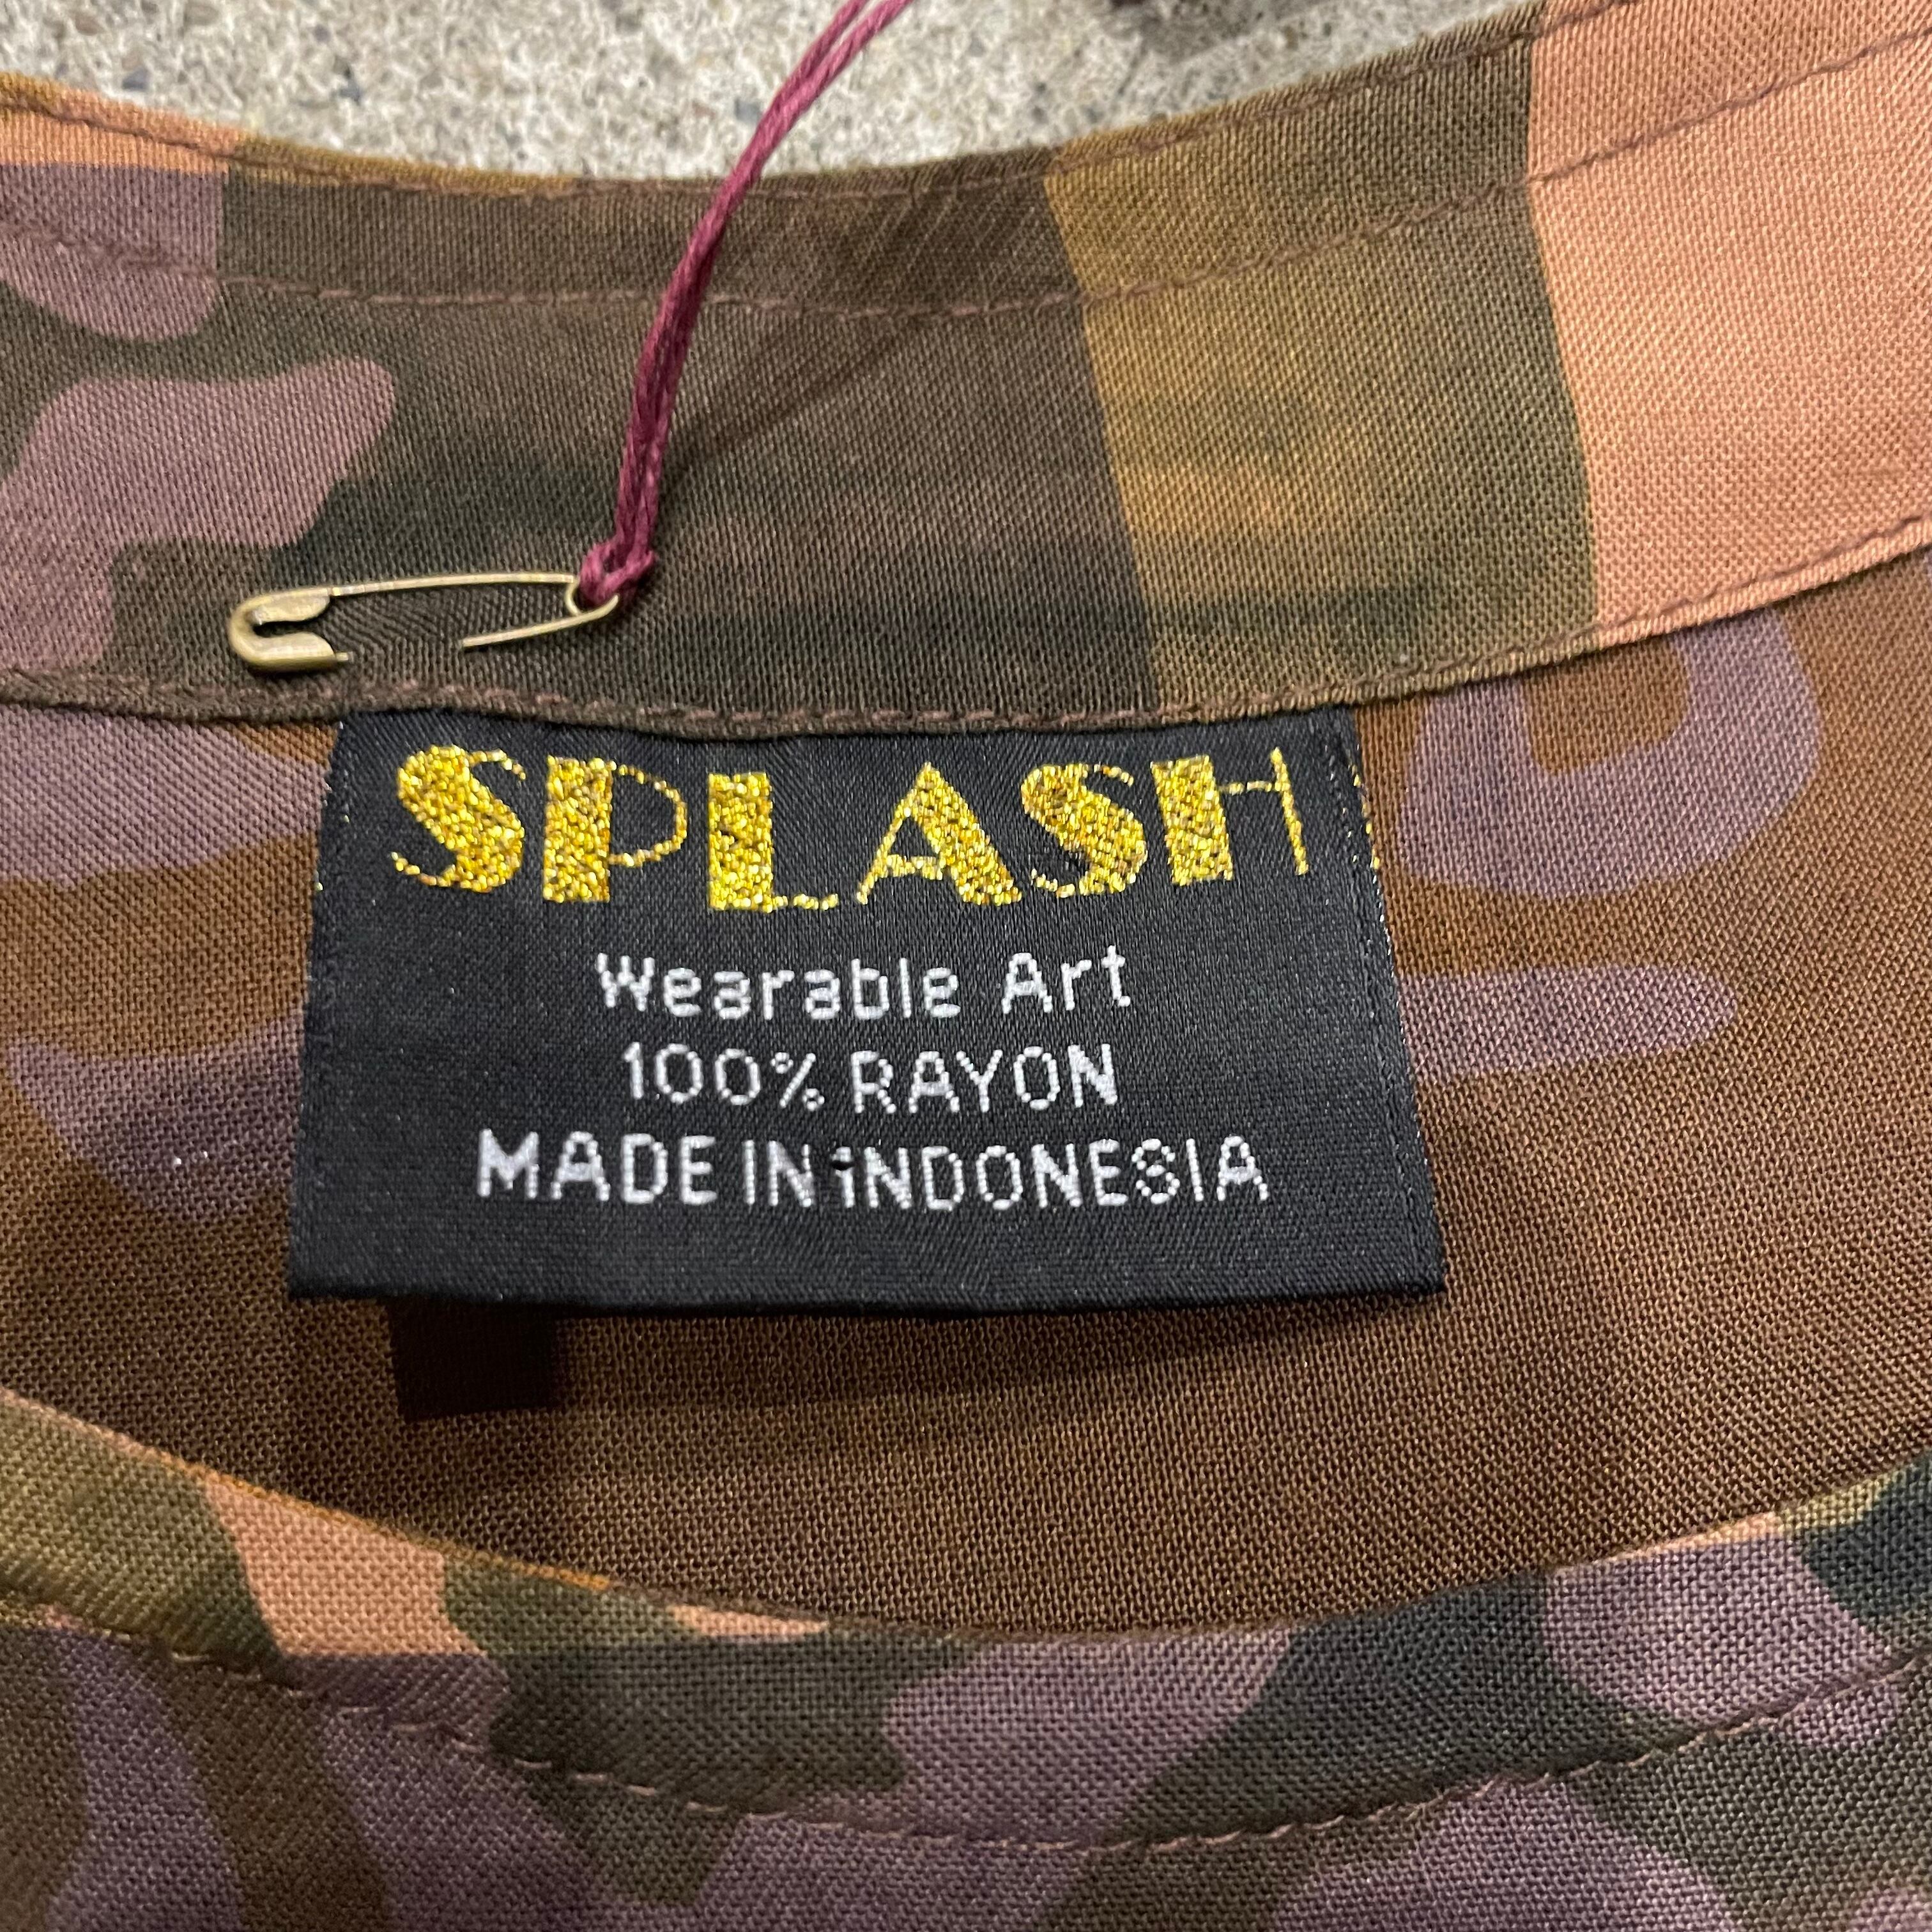 SPLASH
Wearable Art
100% RAYON
MADE IN iNDONESIA